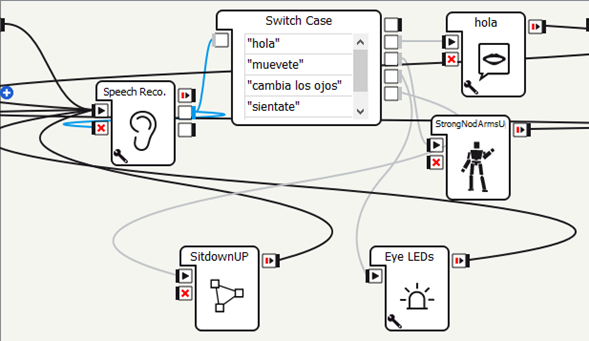 Switch Case
hola
"hola"
"muevete"
"cambia los ojos"
"sientate"
Speech Reco.
StrongNodArmsU
SitdownUP
Eye LEDs